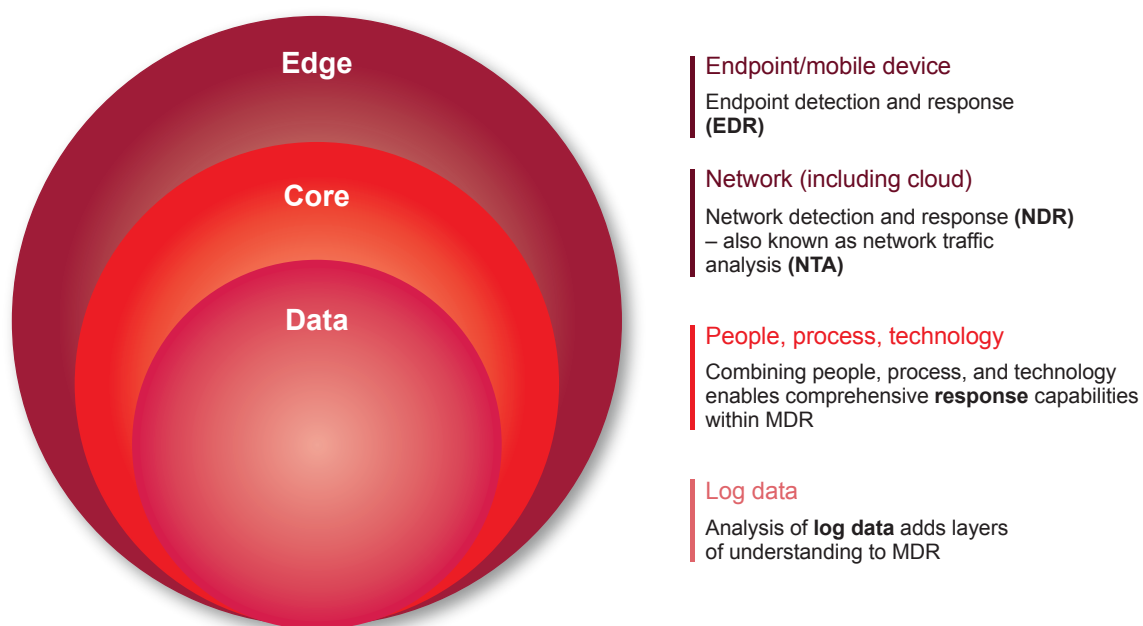 Edge
Core
Data
Endpoint/mobile device
Endpoint detection and response
(EDR)
Network (including cloud)
Network detection and response (NDR)
– also known as network traffic
analysis (NTA)
People, process, technology
Combining people, process, and technology
enables comprehensive response capabilities
within MDR
Log data
Analysis of log data adds layers
of understanding to MDR